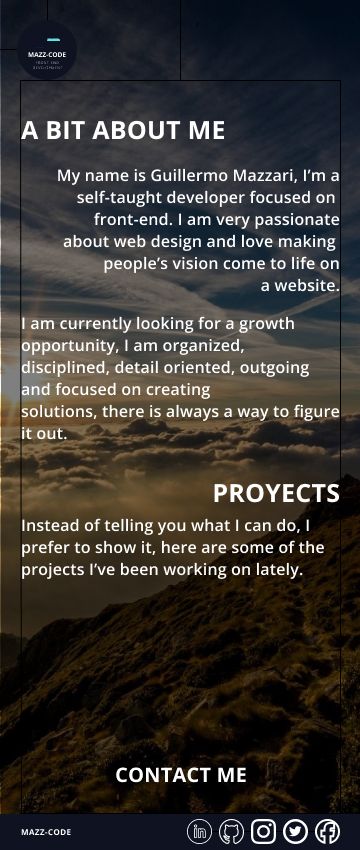 MAZZ-CODE
FRONT END
DEVELOPMENT
A BIT ABOUT ME
My name is Guillermo Mazzari, I’m a
self-taught developer focused on
front-end. I am very passionate
about web design and love making
people’s vision come to life on
a website.
I am currently looking for a growth
opportunity, I am organized,
disciplined, detail oriented, outgoing
and focused on creating
solutions, there is always a way to figure
it out.
PROYECTS
Instead of telling you what I can do, I
prefer to show it, here are some of the
projects I’ve been working on lately.
CONTACT ME
MAZZ-CODE